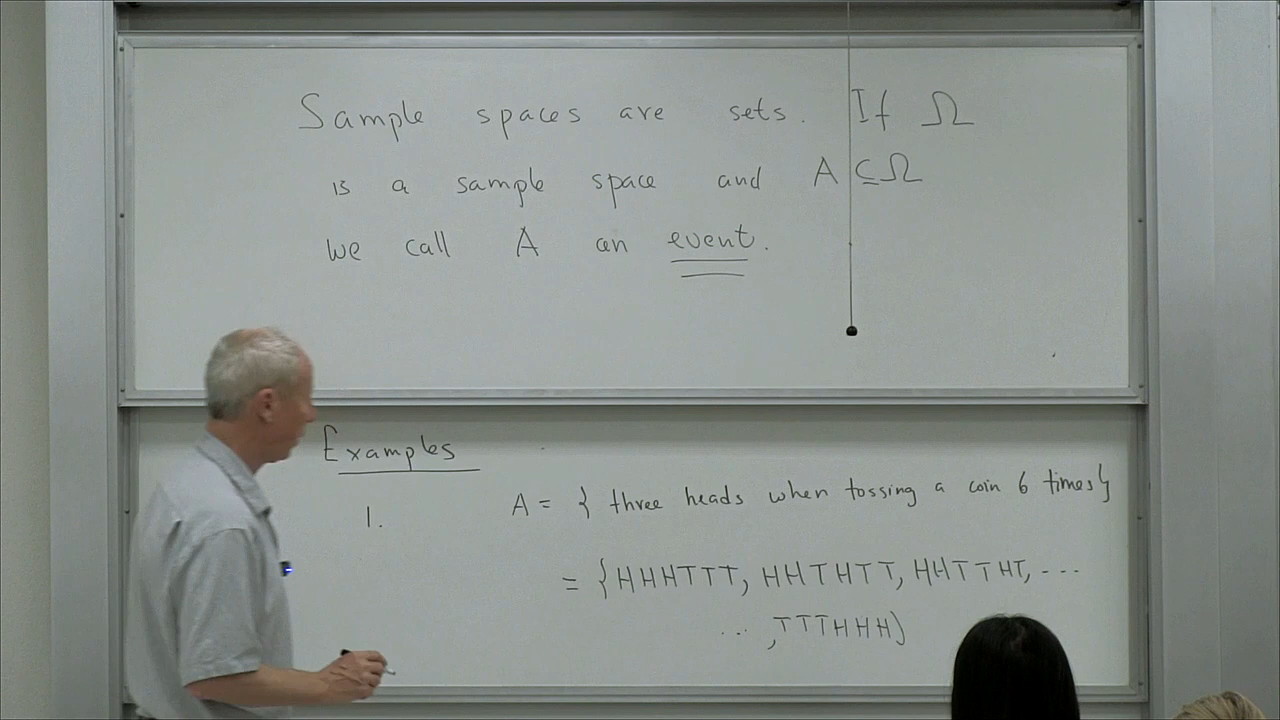 Sample spaces are sets. If Ω
is a sample space and A ⊆ Ω
we call A an event.
Examples
1. A = { three heads when tossing a coin 6 times}
= {HHHTTT, HHTHTT, HHTTHT, ...
... ,TTTHHH}